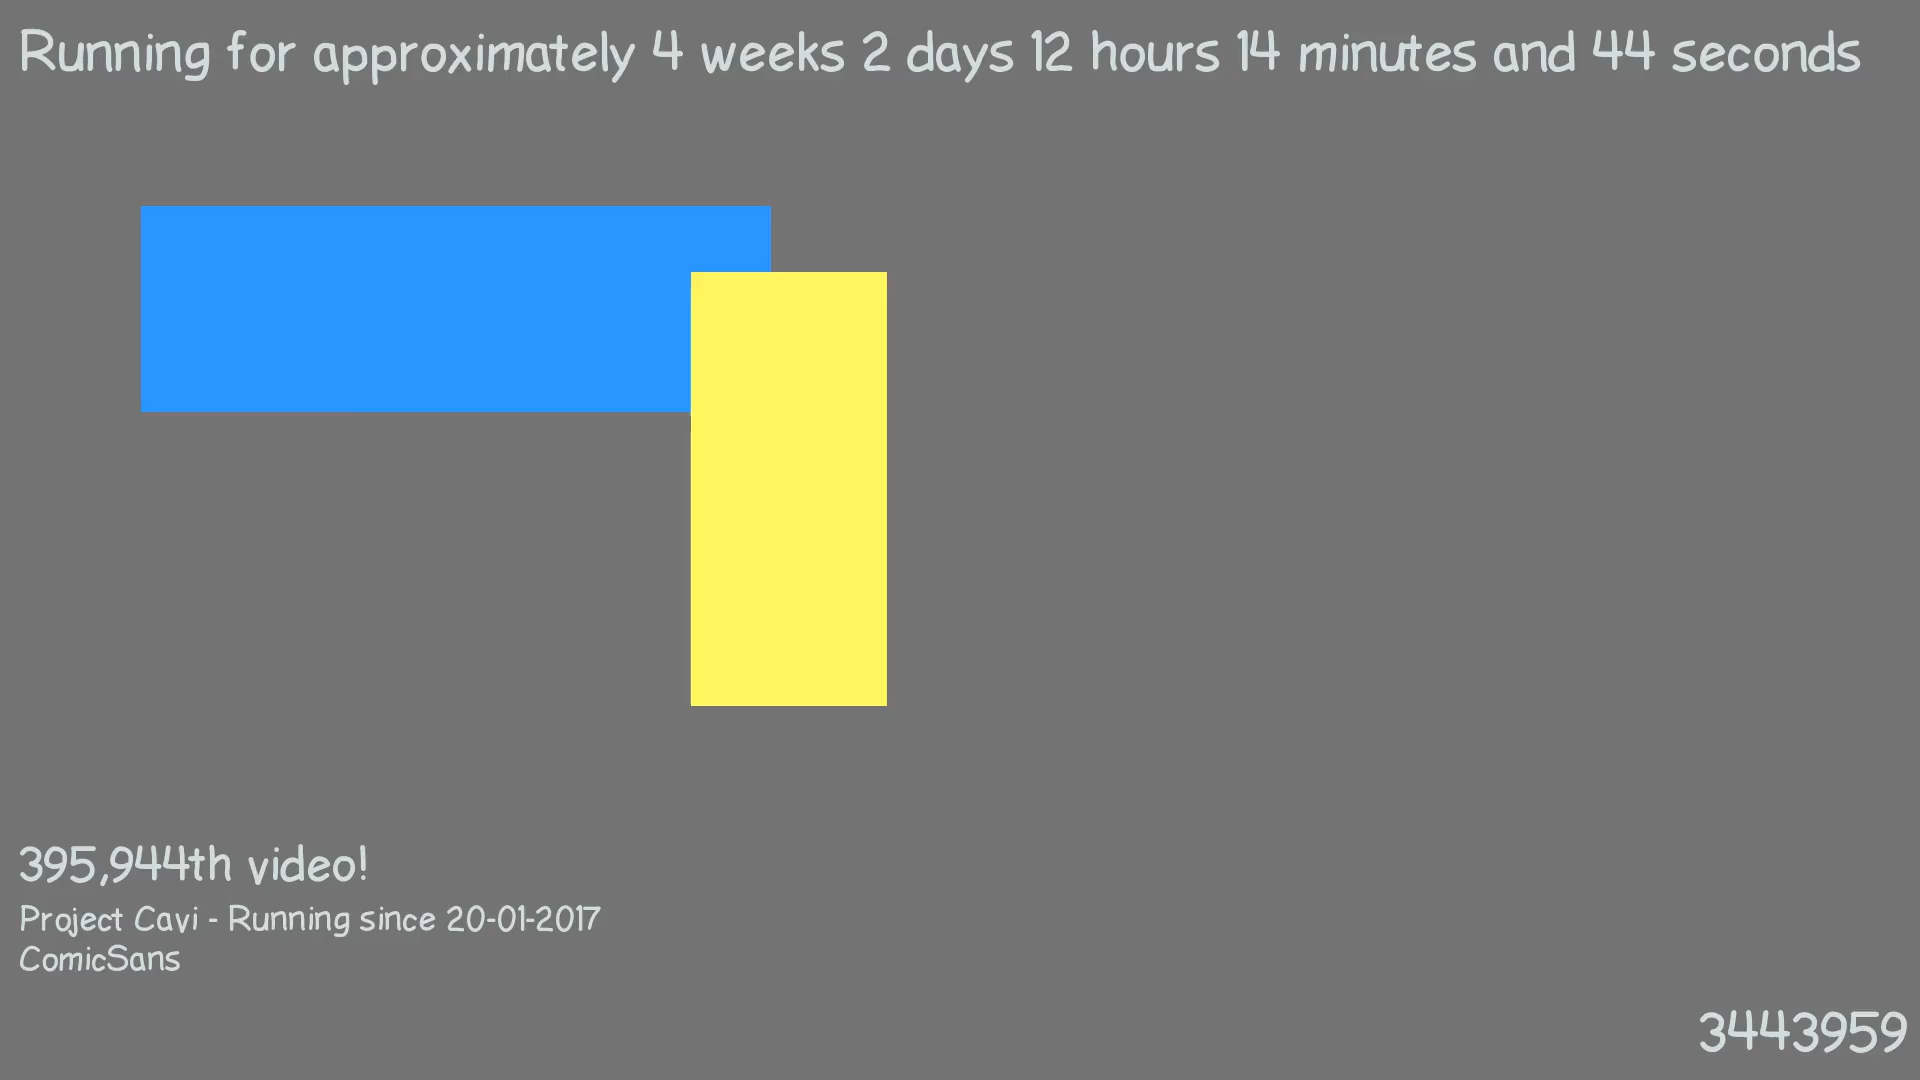 Running for approximately 4 weeks 2 days 12 hours 14 minutes and 44 seconds
395,944th video!
Project Cavi - Running since 20-01-2017
ComicSans
3443959